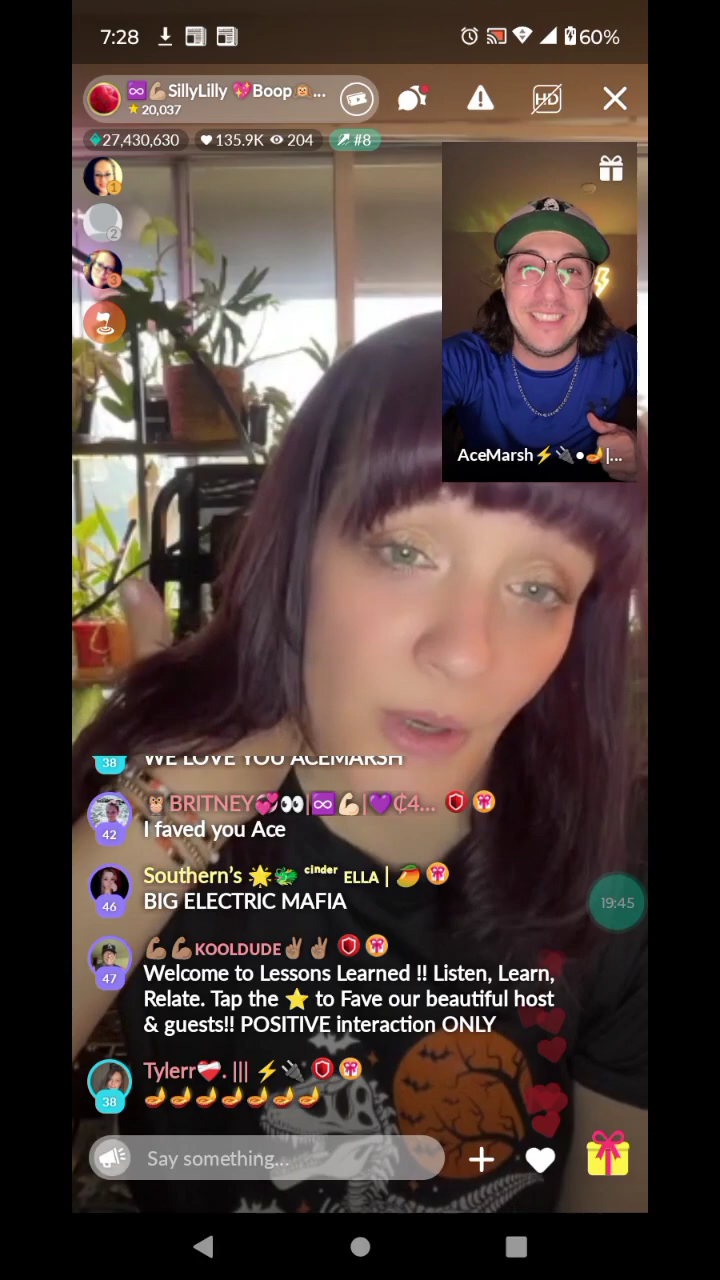 7:28
60%
♾️💪🏼SillyLilly 💖Boop🙉...
⭐ 20,037
HD
27,430,630
135.9K 204
#8
1
2
3
AceMarsh⚡🔌●🪔|...
38
WE LOVE YOU ACEMARSH
🦉BRITNEY💞👀|♾️💪🏼|💜₵4...
42
I faved you Ace
Southern's 🌟🐲 ᶜⁱⁿᵈᵉʳ ELLA | 🥭
46
BIG ELECTRIC MAFIA
💪🏽💪🏽KOOLDUDE✌🏽✌🏽
47
Welcome to Lessons Learned !! Listen, Learn,
Relate. Tap the ⭐ to Fave our beautiful host
& guests!! POSITIVE interaction ONLY
Tylerr❤️‍🩹. ||| ⚡🔌
38
🪔🪔🪔🪔🪔🪔🪔
19:45
Say something...